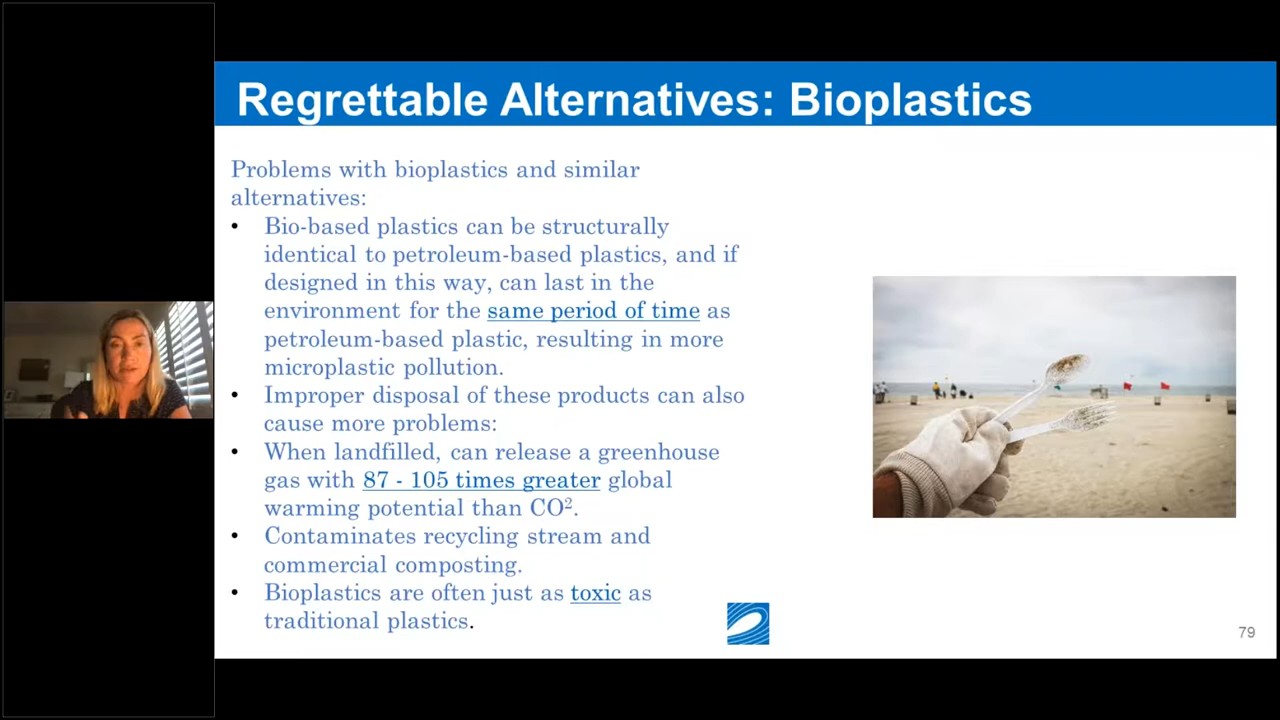 Regrettable Alternatives: Bioplastics
Problems with bioplastics and similar
alternatives:
• Bio-based plastics can be structurally
identical to petroleum-based plastics, and if
designed in this way, can last in the
environment for the same period of time as
petroleum-based plastic, resulting in more
microplastic pollution.
• Improper disposal of these products can also
cause more problems:
• When landfilled, can release a greenhouse
gas with 87 - 105 times greater global
warming potential than CO².
• Contaminates recycling stream and
commercial composting.
• Bioplastics are often just as toxic as
traditional plastics.
79